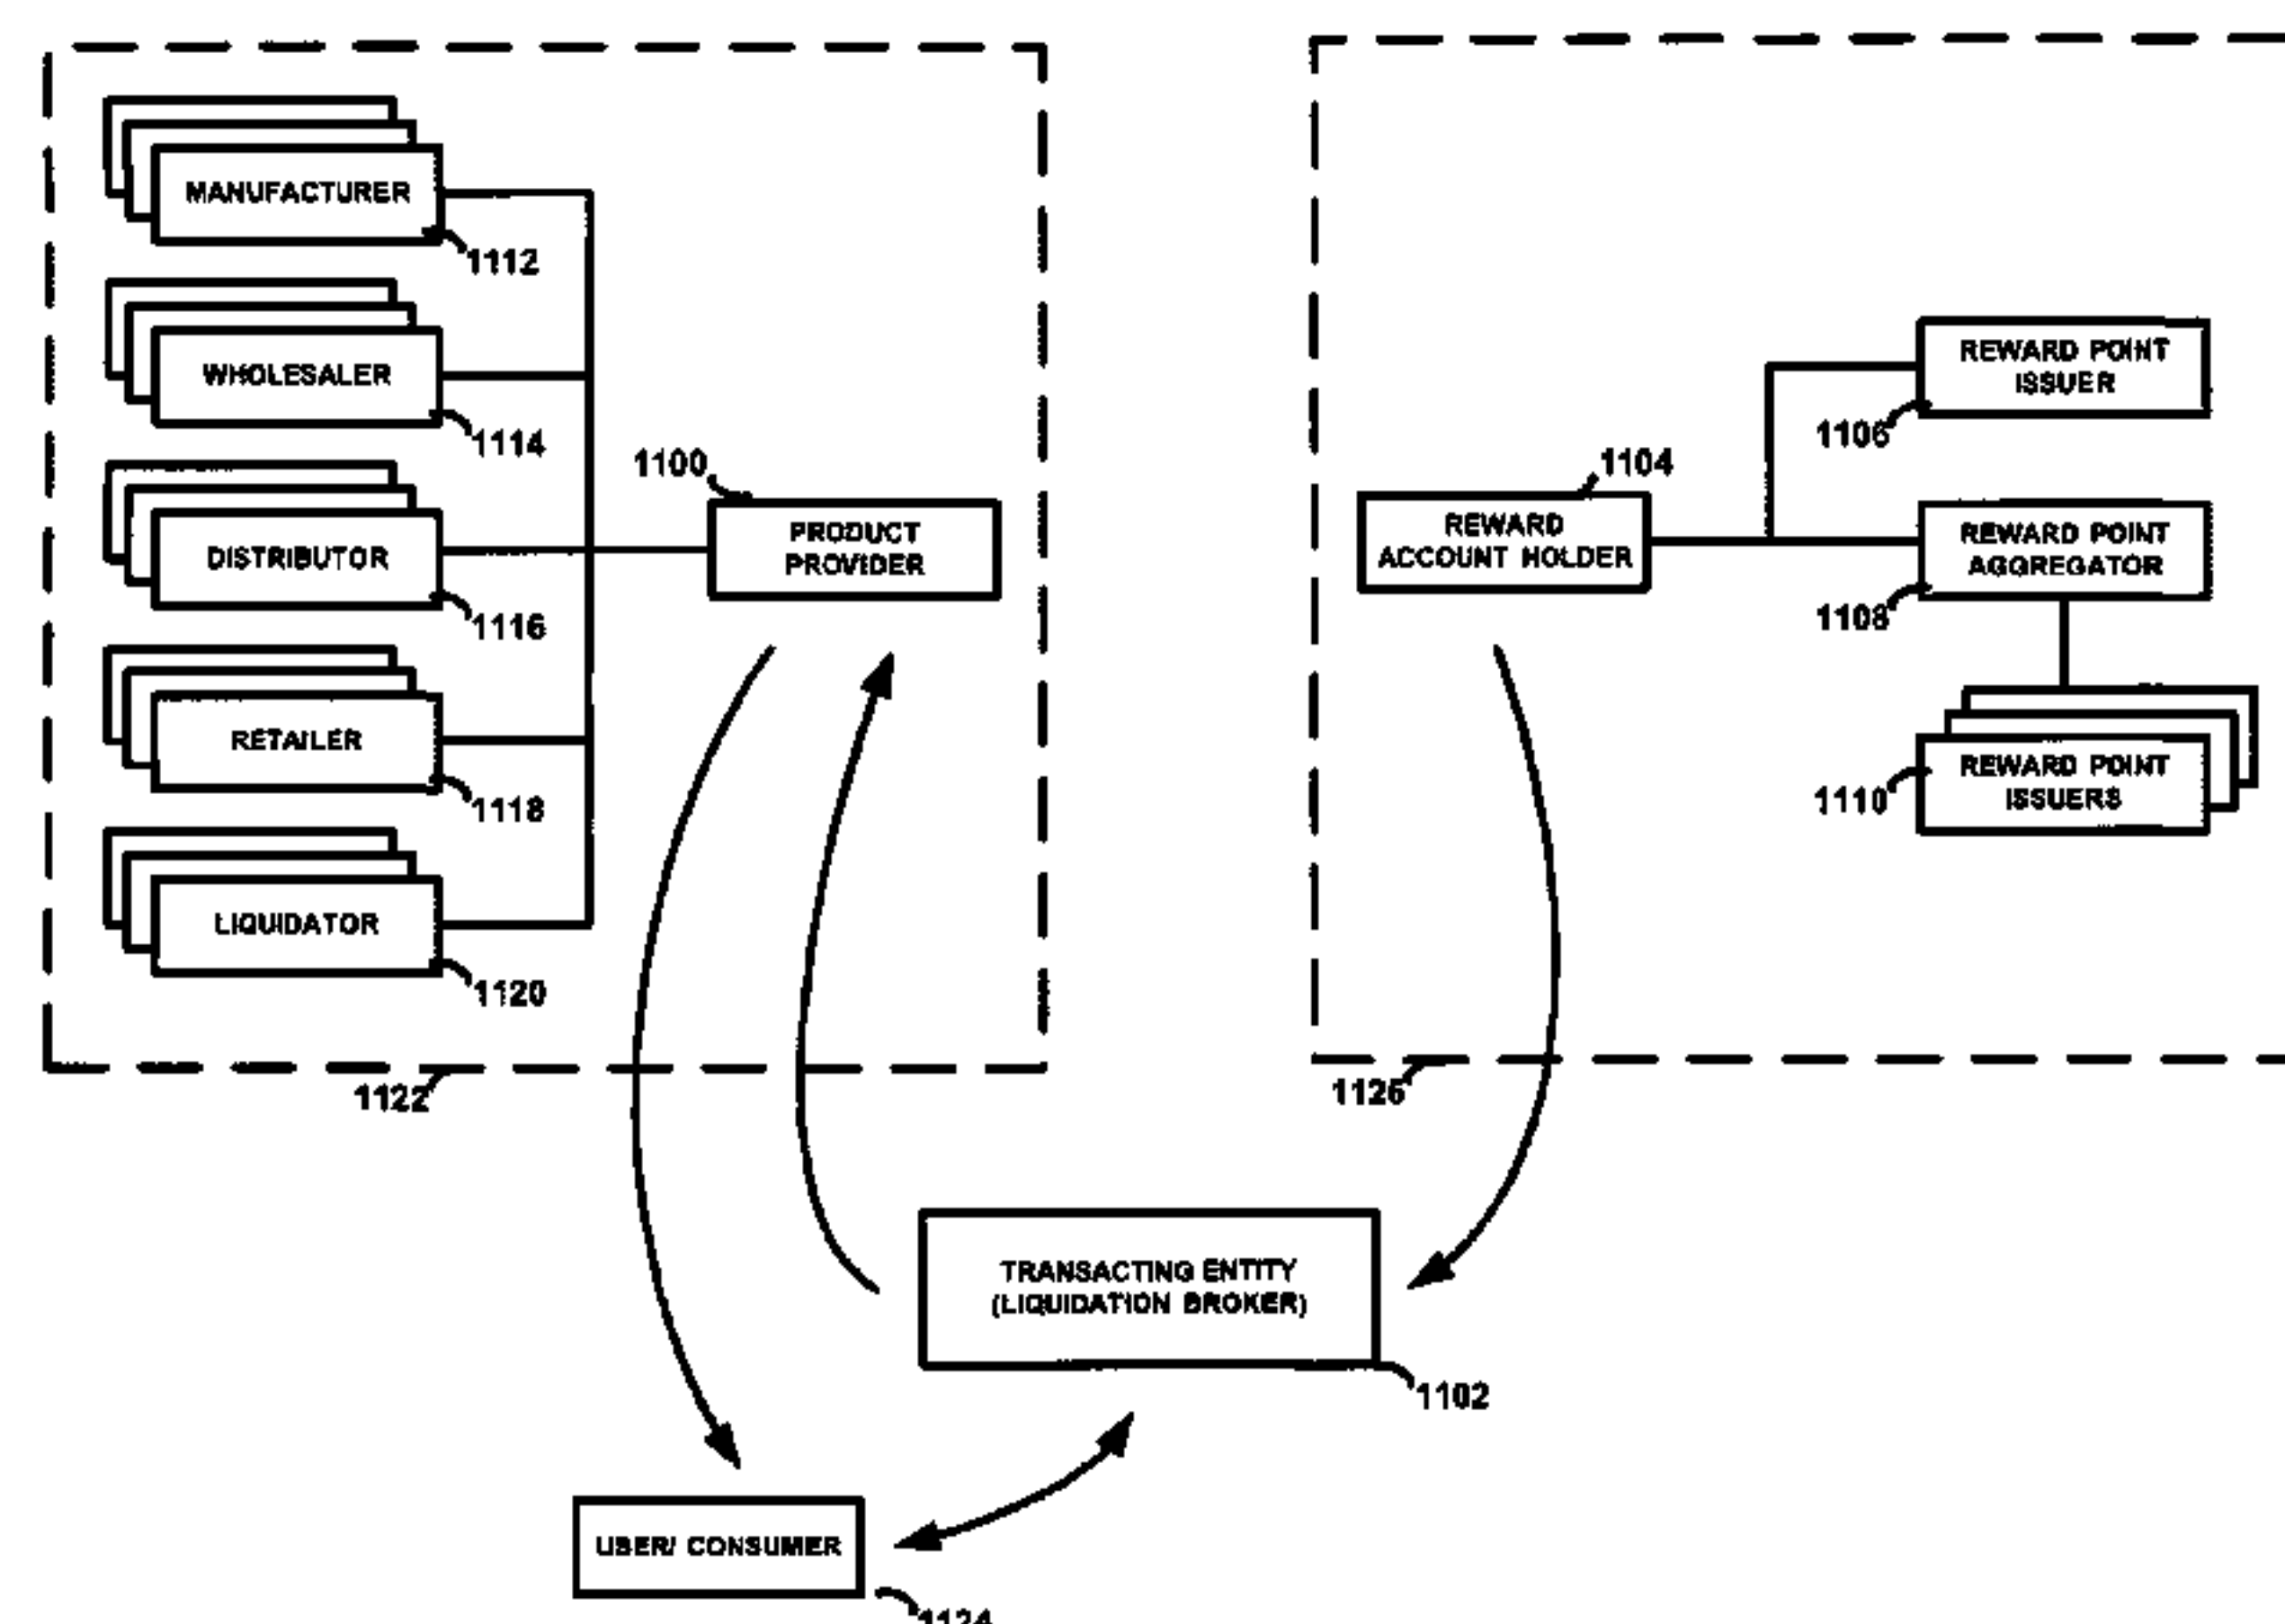 MANUFACTURER
1112
WHOLESALER
1114
DISTRIBUTOR
1116
RETAILER
1118
LIQUIDATOR
1120
1100
PRODUCT
PROVIDER
1122
1104
REWARD
ACCOUNT HOLDER
REWARD POINT
ISSUER
1106
REWARD POINT
AGGREGATOR
1108
REWARD POINT
ISSUERS
1110
1126
TRANSACTING ENTITY
(LIQUIDATION BROKER)
1102
USER/ CONSUMER
1124